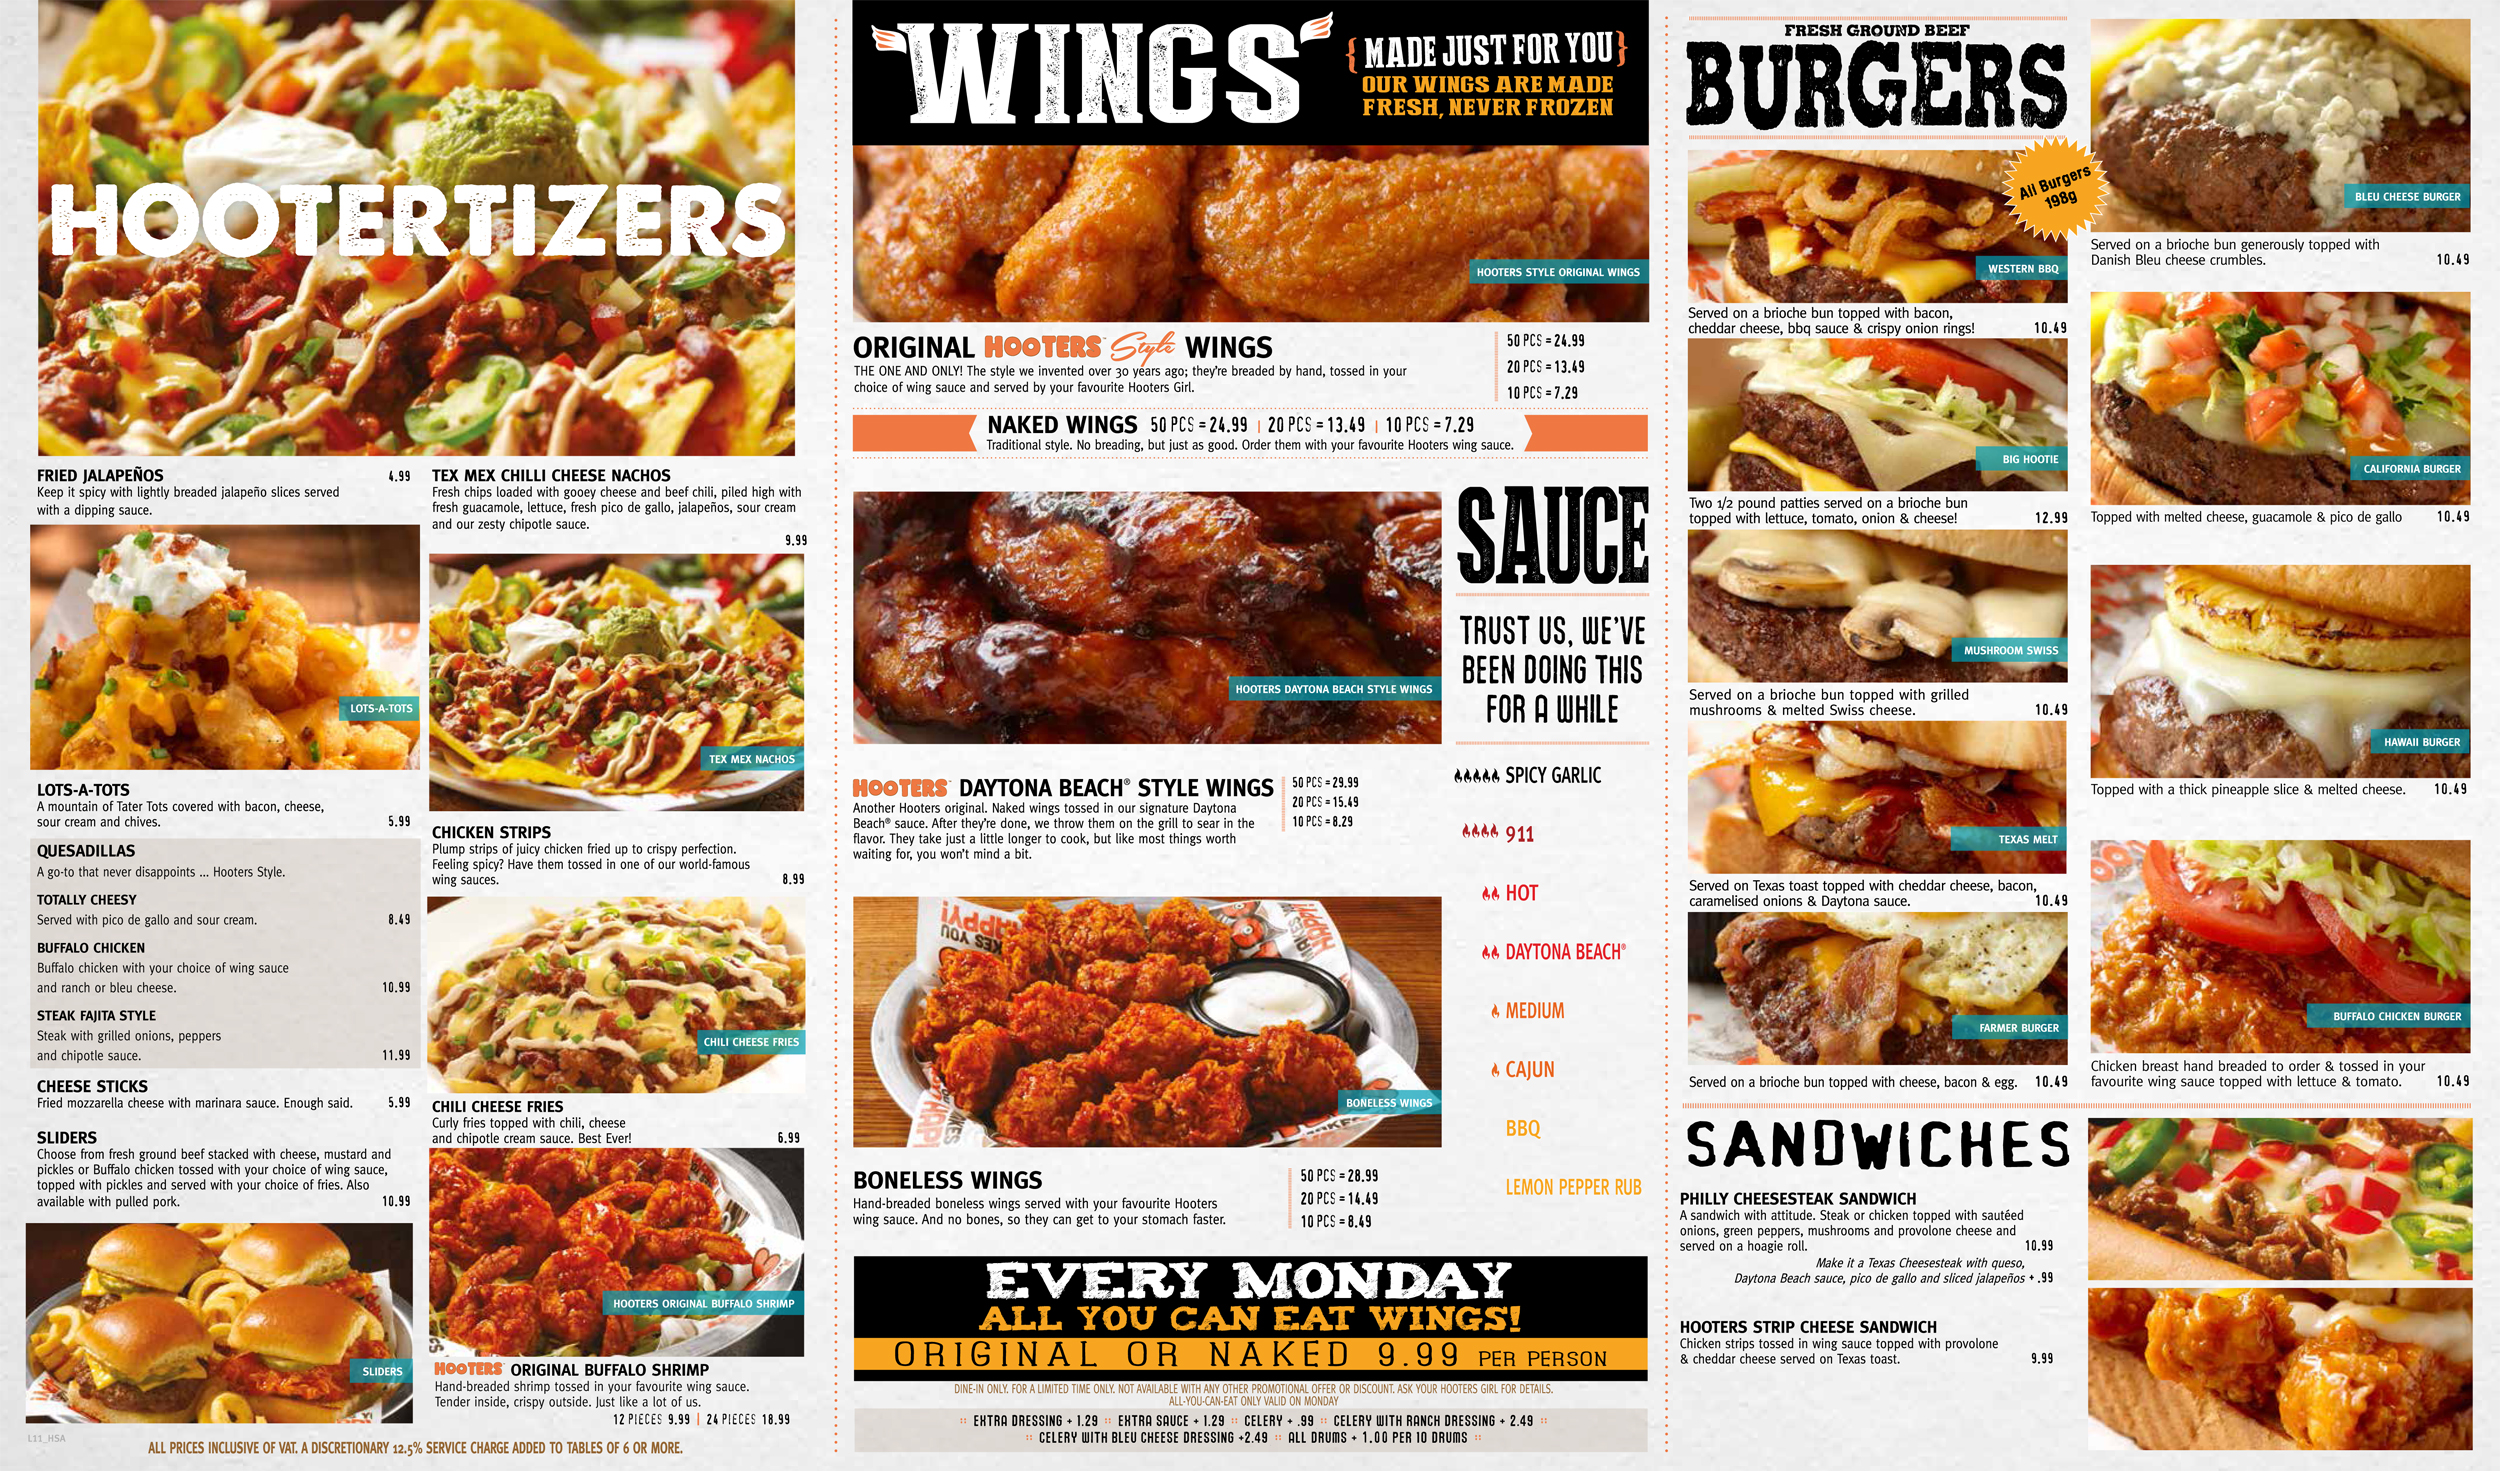 HOOTERTIZERS
FRIED JALAPEÑOS 4.99
Keep it spicy with lightly breaded jalapeño slices served
with a dipping sauce.
LOTS-A-TOTS
LOTS-A-TOTS
A mountain of Tater Tots covered with bacon, cheese,
sour cream and chives. 5.99
QUESADILLAS
A go-to that never disappoints ... Hooters Style.
TOTALLY CHEESY
Served with pico de gallo and sour cream. 8.49
BUFFALO CHICKEN
Buffalo chicken with your choice of wing sauce
and ranch or bleu cheese. 10.99
STEAK FAJITA STYLE
Steak with grilled onions, peppers
and chipotle sauce. 11.99
CHEESE STICKS
Fried mozzarella cheese with marinara sauce. Enough said. 5.99
SLIDERS
Choose from fresh ground beef stacked with cheese, mustard and
pickles or Buffalo chicken tossed with your choice of wing sauce,
topped with pickles and served with your choice of fries. Also
available with pulled pork. 10.99
SLIDERS
L11_HSA
TEX MEX CHILLI CHEESE NACHOS
Fresh chips loaded with gooey cheese and beef chili, piled high with
fresh guacamole, lettuce, fresh pico de gallo, jalapeños, sour cream
and our zesty chipotle sauce.
9.99
TEX MEX NACHOS
CHICKEN STRIPS
Plump strips of juicy chicken fried up to crispy perfection.
Feeling spicy? Have them tossed in one of our world-famous
wing sauces. 8.99
CHILI CHEESE FRIES
CHILI CHEESE FRIES
Curly fries topped with chili, cheese
and chipotle cream sauce. Best Ever! 6.99
HOOTERS ORIGINAL BUFFALO SHRIMP
HOOTERS ORIGINAL BUFFALO SHRIMP
Hand-breaded shrimp tossed in your favourite wing sauce.
Tender inside, crispy outside. Just like a lot of us.
12 PIECES 9.99 | 24 PIECES 18.99
ALL PRICES INCLUSIVE OF VAT. A DISCRETIONARY 12.5% SERVICE CHARGE ADDED TO TABLES OF 6 OR MORE.
WINGS
{MADE JUST FOR YOU}
OUR WINGS ARE MADE
FRESH, NEVER FROZEN
HOOTERS STYLE ORIGINAL WINGS
ORIGINAL HOOTERS Style WINGS
THE ONE AND ONLY! The style we invented over 30 years ago; they're breaded by hand, tossed in your
choice of wing sauce and served by your favourite Hooters Girl.
50 PCS = 24.99
20 PCS = 13.49
10 PCS = 7.29
NAKED WINGS 50 PCS = 24.99 | 20 PCS = 13.49 | 10 PCS = 7.29
Traditional style. No breading, but just as good. Order them with your favourite Hooters wing sauce.
HOOTERS DAYTONA BEACH STYLE WINGS
HOOTERS DAYTONA BEACH® STYLE WINGS
Another Hooters original. Naked wings tossed in our signature Daytona
Beach® sauce. After they're done, we throw them on the grill to sear in the
flavor. They take just a little longer to cook, but like most things worth
waiting for, you won't mind a bit.
50 PCS = 29.99
20 PCS = 15.49
10 PCS = 8.29
BONELESS WINGS
BONELESS WINGS
Hand-breaded boneless wings served with your favourite Hooters
wing sauce. And no bones, so they can get to your stomach faster.
50 PCS = 28.99
20 PCS = 14.49
10 PCS = 8.49
SAUCE
TRUST US, WE'VE
BEEN DOING THIS
FOR A WHILE
SPICY GARLIC
911
HOT
DAYTONA BEACH®
MEDIUM
CAJUN
BBQ
LEMON PEPPER RUB
EVERY MONDAY
ALL YOU CAN EAT WINGS!
ORIGINAL OR NAKED 9.99 PER PERSON
DINE-IN ONLY. FOR A LIMITED TIME ONLY. NOT AVAILABLE WITH ANY OTHER PROMOTIONAL OFFER OR DISCOUNT. ASK YOUR HOOTERS GIRL FOR DETAILS.
ALL-YOU-CAN-EAT ONLY VALID ON MONDAY
:: EXTRA DRESSING + 1.29 :: EXTRA SAUCE + 1.29 :: CELERY + .99 :: CELERY WITH RANCH DRESSING + 2.49 ::
:: CELERY WITH BLEU CHEESE DRESSING +2.49 :: ALL DRUMS + 1.00 PER 10 DRUMS ::
FRESH GROUND BEEF
BURGERS
All Burgers
198g
WESTERN BBQ
Served on a brioche bun topped with bacon,
cheddar cheese, bbq sauce & crispy onion rings! 10.49
BIG HOOTIE
Two 1/2 pound patties served on a brioche bun
topped with lettuce, tomato, onion & cheese! 12.99
MUSHROOM SWISS
Served on a brioche bun topped with grilled
mushrooms & melted Swiss cheese. 10.49
TEXAS MELT
Served on Texas toast topped with cheddar cheese, bacon,
caramelised onions & Daytona sauce. 10.49
FARMER BURGER
Served on a brioche bun topped with cheese, bacon & egg. 10.49
BLEU CHEESE BURGER
Served on a brioche bun generously topped with
Danish Bleu cheese crumbles. 10.49
CALIFORNIA BURGER
Topped with melted cheese, guacamole & pico de gallo 10.49
HAWAII BURGER
Topped with a thick pineapple slice & melted cheese. 10.49
BUFFALO CHICKEN BURGER
Chicken breast hand breaded to order & tossed in your
favourite wing sauce topped with lettuce & tomato. 10.49
SANDWICHES
PHILLY CHEESESTEAK SANDWICH
A sandwich with attitude. Steak or chicken topped with sautéed
onions, green peppers, mushrooms and provolone cheese and
served on a hoagie roll. 10.99
Make it a Texas Cheesesteak with queso,
Daytona Beach sauce, pico de gallo and sliced jalapeños + .99
HOOTERS STRIP CHEESE SANDWICH
Chicken strips tossed in wing sauce topped with provolone
& cheddar cheese served on Texas toast. 9.99